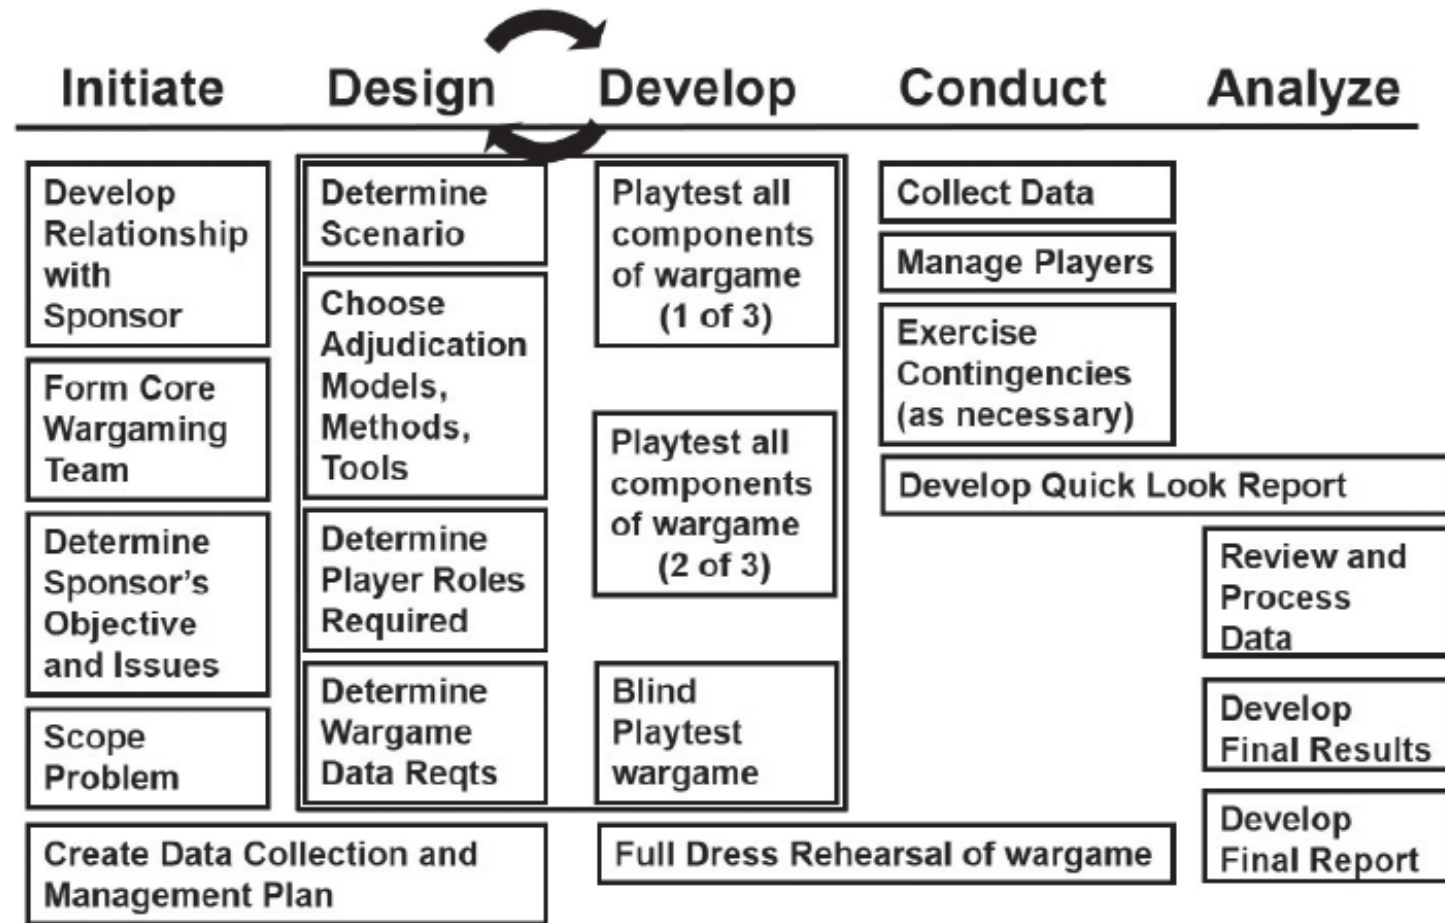 Initiate
Design
Develop
Conduct
Analyze
Develop
Relationship
with
Sponsor
Form Core
Wargaming
Team
Determine
Sponsor's
Objective
and Issues
Scope
Problem
Create Data Collection and
Management Plan
Determine
Scenario
Choose
Adjudication
Models,
Methods,
Tools
Determine
Player Roles
Required
Determine
Wargame
Data Reqts
Playtest all
components
of wargame
(1 of 3)
Playtest all
components
of wargame
(2 of 3)
Blind
Playtest
wargame
Full Dress Rehearsal of wargame
Collect Data
Manage Players
Exercise
Contingencies
(as necessary)
Develop Quick Look Report
Review and
Process
Data
Develop
Final Results
Develop
Final Report